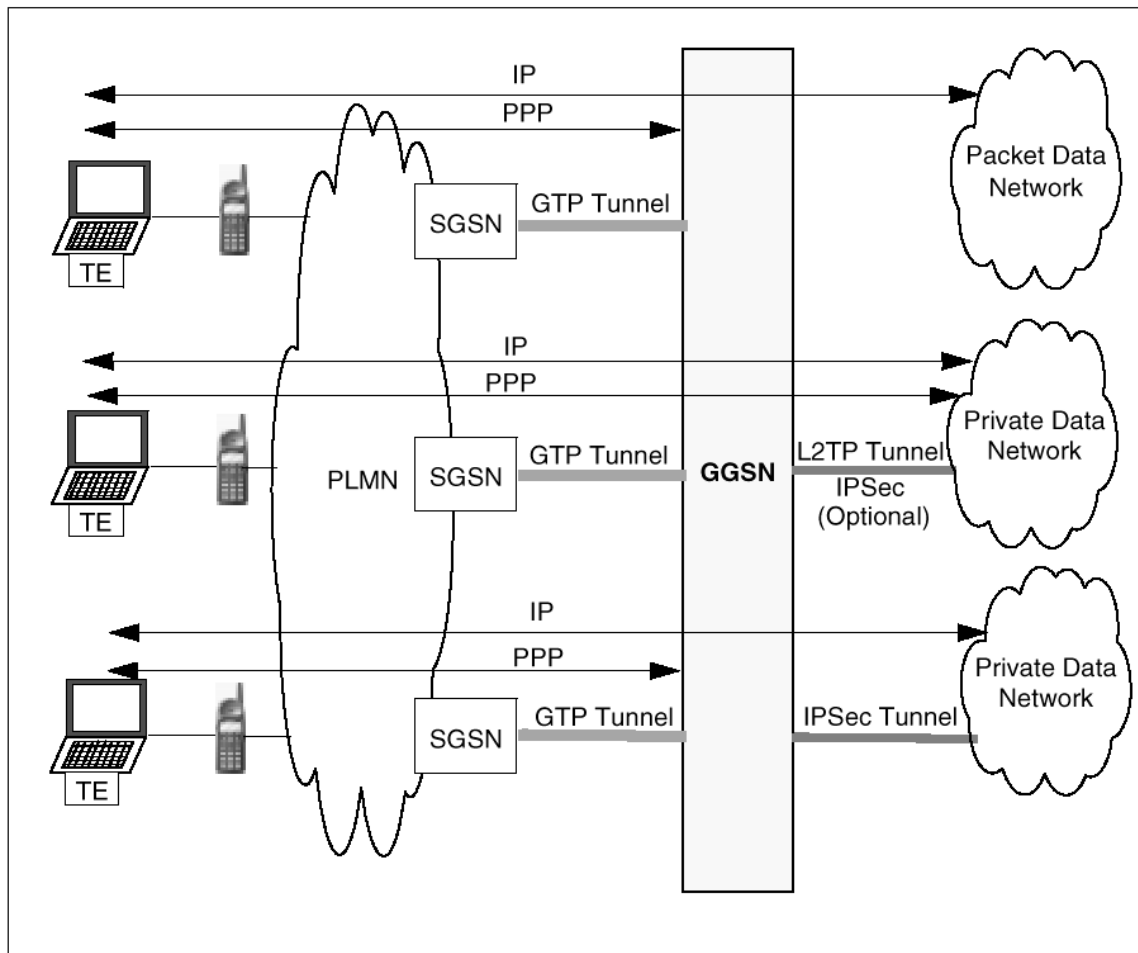 IP
PPP
Packet Data
Network
GTP Tunnel
SGSN
TE
IP
PPP
Private Data
Network
L2TP Tunnel
GTP Tunnel
GGSN
PLMN
SGSN
IPSec
(Optional)
TE
IP
PPP
Private Data
Network
GTP Tunnel
IPSec Tunnel
SGSN
TE